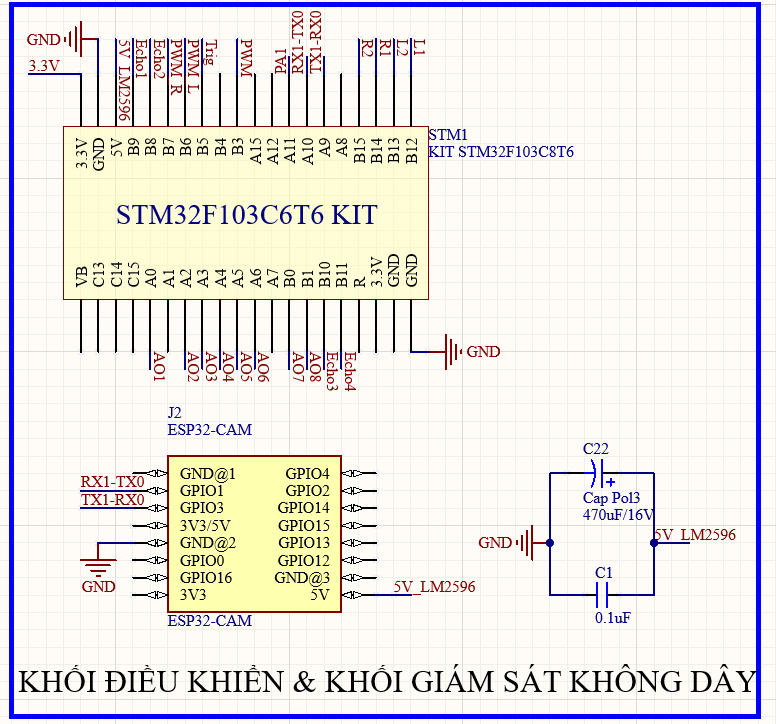 GND
3.3V
5V_LM2596
Echo1
Echo2
PWM_R
PWM_L
Trig
PWM
PA1
RX1-TX0
TX1-RX0
R2
R1
L2
L1
3.3V GND 5V B9 B8 B7 B6 B5 B4 B3 A15 A12 A11 A10 A9 A8 B15 B14 B13 B12
STM1
KIT STM32F103C8T6
STM32F103C6T6 KIT
VB C13 C14 C15 A0 A1 A2 A3 A4 A5 A6 A7 B0 B1 B10 B11 R 3.3V GND GND
AO1
AO2
AO3
AO4
AO5
AO6
AO7
AO8
Echo3
Echo4
GND
J2
ESP32-CAM
RX1-TX0
TX1-RX0
GND
GND@1 GPIO4
GPIO1 GPIO2
GPIO3 GPIO14
3V3/5V GPIO15
GND@2 GPIO13
GPIO0 GPIO12
GPIO16 GND@3
3V3 5V
5V_LM2596
ESP32-CAM
C22
+
Cap Pol3
470uF/16V
GND
5V_LM2596
C1
0.1uF
KHỐI ĐIỀU KHIỂN & KHỐI GIÁM SÁT KHÔNG DÂY